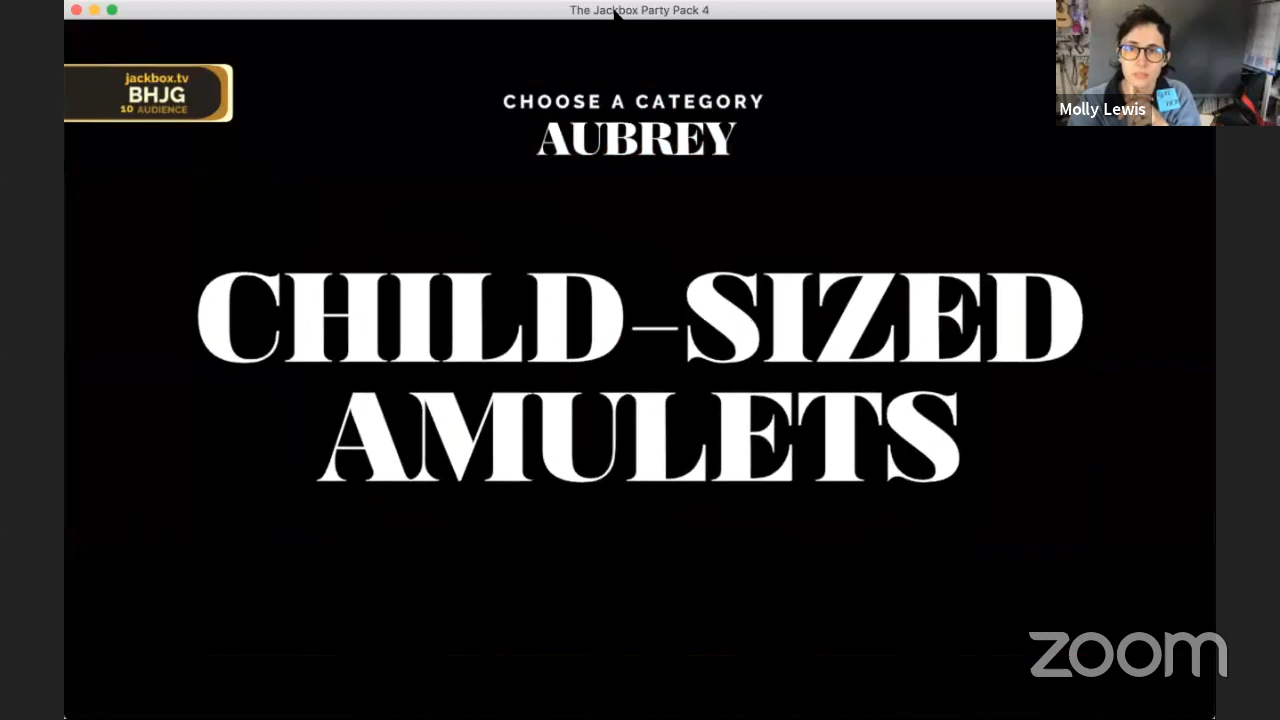 The Jackbox Party Pack 4
jackbox.tv
BHJG
10 AUDIENCE
CHOOSE A CATEGORY
AUBREY
CHILD-SIZED
AMULETS
Molly Lewis
zoom